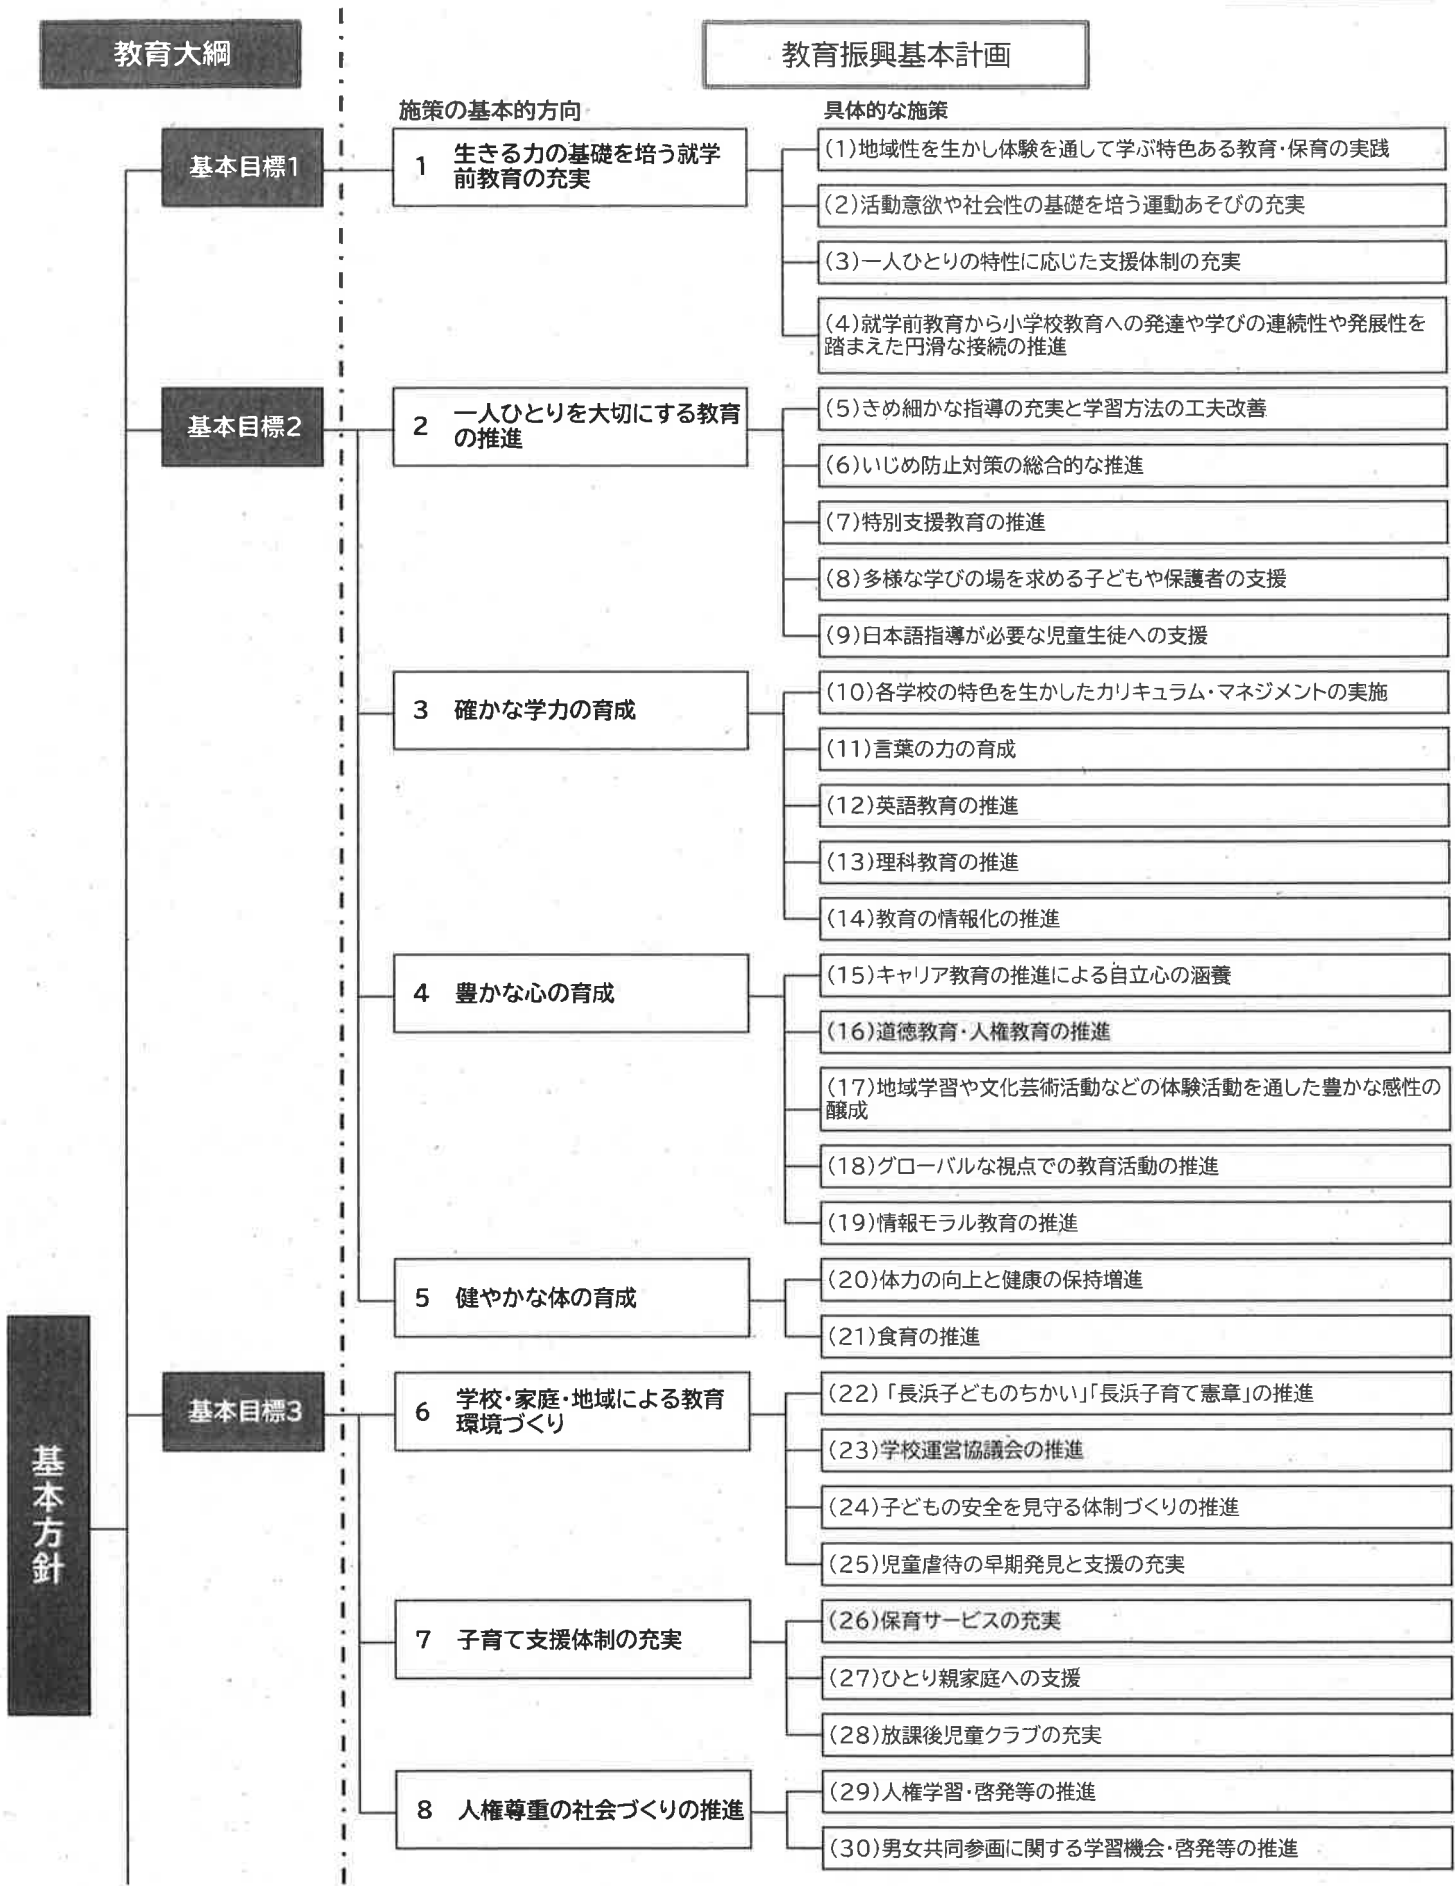 教育大綱
教育振興基本計画
施策の基本的方向
具体的な施策
基本方針
基本目標1
1 生きる力の基礎を培う就学
前教育の充実
(1)地域性を生かし体験を通して学ぶ特色ある教育・保育の実践
(2)活動意欲や社会性の基礎を培う運動あそびの充実
(3)一人ひとりの特性に応じた支援体制の充実
(4)就学前教育から小学校教育への発達や学びの連続性や発展性を
踏まえた円滑な接続の推進
基本目標2
2 一人ひとりを大切にする教育
の推進
(5)きめ細かな指導の充実と学習方法の工夫改善
(6)いじめ防止対策の総合的な推進
(7)特別支援教育の推進
(8)多様な学びの場を求める子どもや保護者の支援
(9)日本語指導が必要な児童生徒への支援
3 確かな学力の育成
(10)各学校の特色を生かしたカリキュラム・マネジメントの実施
(11)言葉の力の育成
(12)英語教育の推進
(13)理科教育の推進
(14)教育の情報化の推進
4 豊かな心の育成
(15)キャリア教育の推進による自立心の涵養
(16)道徳教育・人権教育の推進
(17)地域学習や文化芸術活動などの体験活動を通した豊かな感性の
醸成
(18)グローバルな視点での教育活動の推進
(19)情報モラル教育の推進
5 健やかな体の育成
(20)体力の向上と健康の保持増進
(21)食育の推進
基本目標3
6 学校・家庭・地域による教育
環境づくり
(22)「長浜子どものちかい」「長浜子育て憲章」の推進
(23)学校運営協議会の推進
(24)子どもの安全を見守る体制づくりの推進
(25)児童虐待の早期発見と支援の充実
7 子育て支援体制の充実
(26)保育サービスの充実
(27)ひとり親家庭への支援
(28)放課後児童クラブの充実
8 人権尊重の社会づくりの推進
(29)人権学習・啓発等の推進
(30)男女共同参画に関する学習機会・啓発等の推進